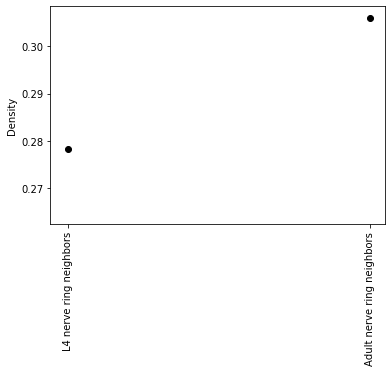 0.30
0.29
0.28
0.27
Density
L4 nerve ring neighbors
Adult nerve ring neighbors